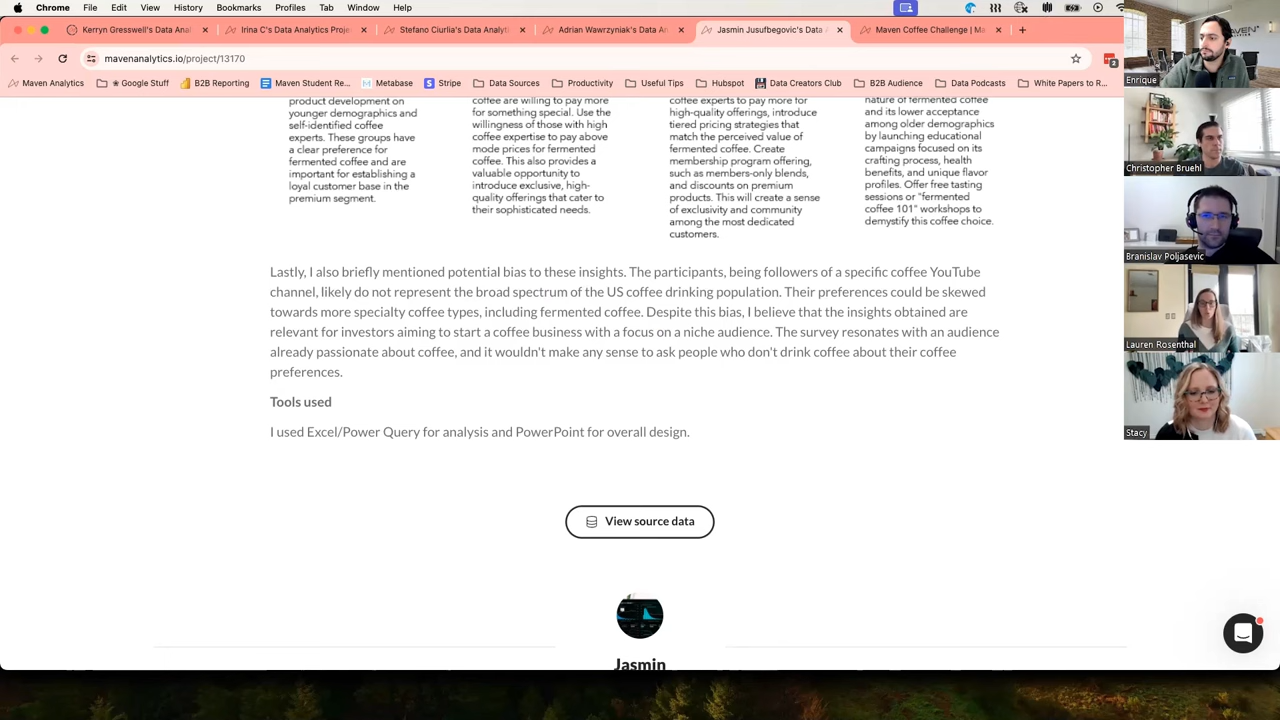 Chrome File Edit View History Bookmarks Profiles Tab Window Help
Kerryn Gresswell's Data Anal
Irina C's Data Analytics Proje
Stefano Ciurlia's Data Analyti
Adrian Wawrzyniak's Data An
Jasmin Jusufbegovic's Data A
Maven Coffee Challenge | Ma
mavenanalytics.io/project/13170
Maven Analytics
Google Stuff
B2B Reporting
Maven Student Re...
Metabase
Stripe
Data Sources
Productivity
Useful Tips
Hubspot
Data Creators Club
B2B Audience
Data Podcasts
White Papers to R...
product development on
younger demographics and
self-identified coffee
experts. These groups have
a clear preference for
fermented coffee and are
important for establishing a
loyal customer base in the
premium segment.
coffee are willing to pay more
for something special. Use the
willingness of those with high
coffee expertise to pay above
mode prices for fermented
coffee. This also provides a
valuable opportunity to
introduce exclusive, high-
quality offerings that cater to
their sophisticated needs.
coffee experts to pay more for
high-quality offerings, introduce
tiered pricing strategies that
match the perceived value of
fermented coffee. Create
membership program offering,
such as members-only blends,
and discounts on premium
products. This will create a sense
of exclusivity and community
among the most dedicated
customers.
nature of fermented coffee
and its lower acceptance
among older demographics
by launching educational
campaigns focused on its
crafting process, health
benefits, and unique flavor
profiles. Offer free tasting
sessions or "fermented
coffee 101" workshops to
demystify this coffee choice.
Lastly, I also briefly mentioned potential bias to these insights. The participants, being followers of a specific coffee YouTube
channel, likely do not represent the broad spectrum of the US coffee drinking population. Their preferences could be skewed
towards more specialty coffee types, including fermented coffee. Despite this bias, I believe that the insights obtained are
relevant for investors aiming to start a coffee business with a focus on a niche audience. The survey resonates with an audience
already passionate about coffee, and it wouldn't make any sense to ask people who don't drink coffee about their coffee
preferences.
Tools used
I used Excel/Power Query for analysis and PowerPoint for overall design.
View source data
Jasmin
Enrique
Christopher Bruehl
Branislav Poljasevic
Lauren Rosenthal
Stacy